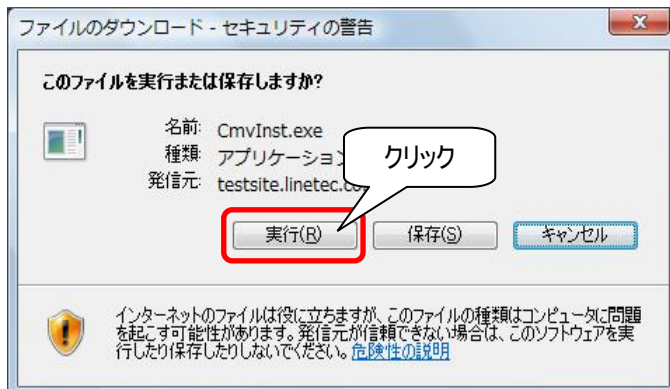 ファイルのダウンロード - セキュリティの警告
このファイルを実行または保存しますか?
名前: CmvInst.exe
種類: アプリケーション
クリック
発信元: testsite.linetec.co
実行(R)
保存(S)
キャンセル
インターネットのファイルは役に立ちますが、このファイルの種類はコンピュータに問題
を起こす可能性があります。発信元が信頼できない場合は、このソフトウェアを実
行したり保存したりしないでください。危険性の説明